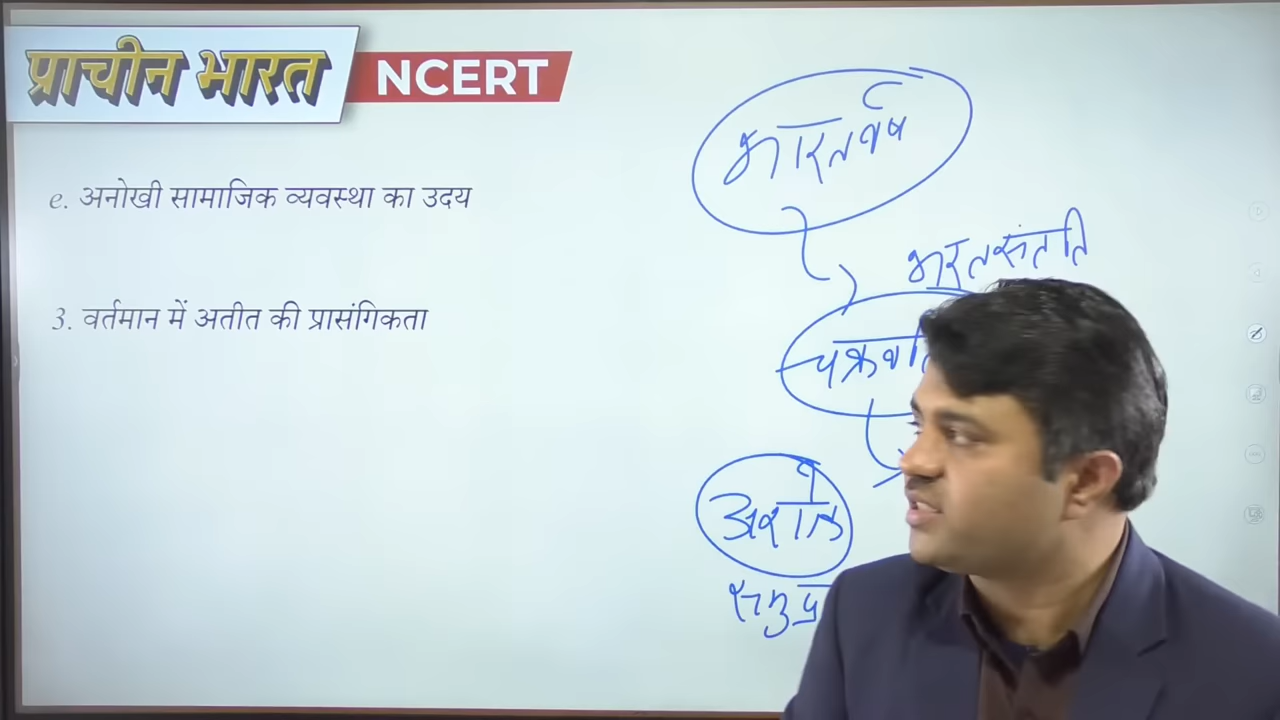 प्राचीन भारत NCERT
e. अनोखी सामाजिक व्यवस्था का उदय
3. वर्तमान में अतीत की प्रासंगिकता
भारतवर्ष
भरतसंतति
अशोक